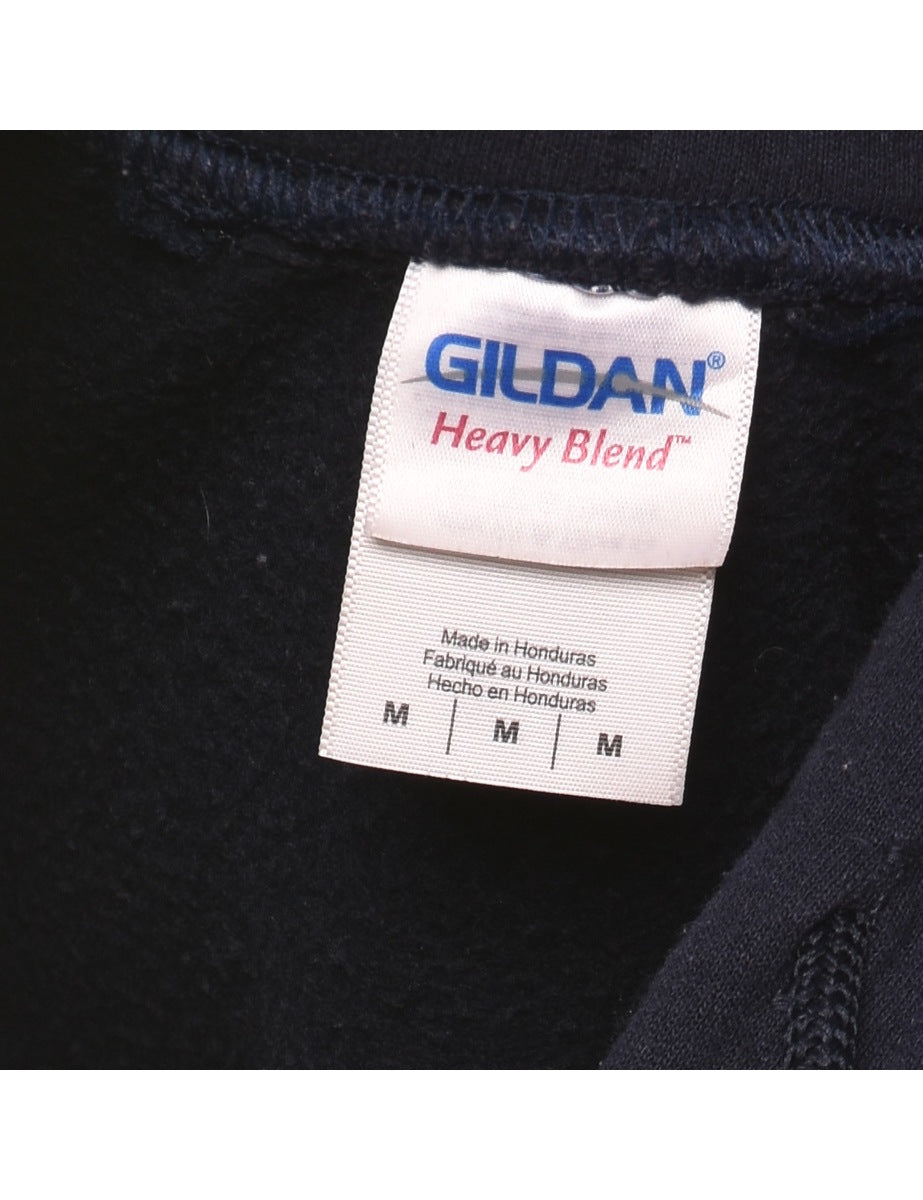 GILDAN®
Heavy Blend™
Made in Honduras
Fabriqué au Honduras
Hecho en Honduras
M | M | M